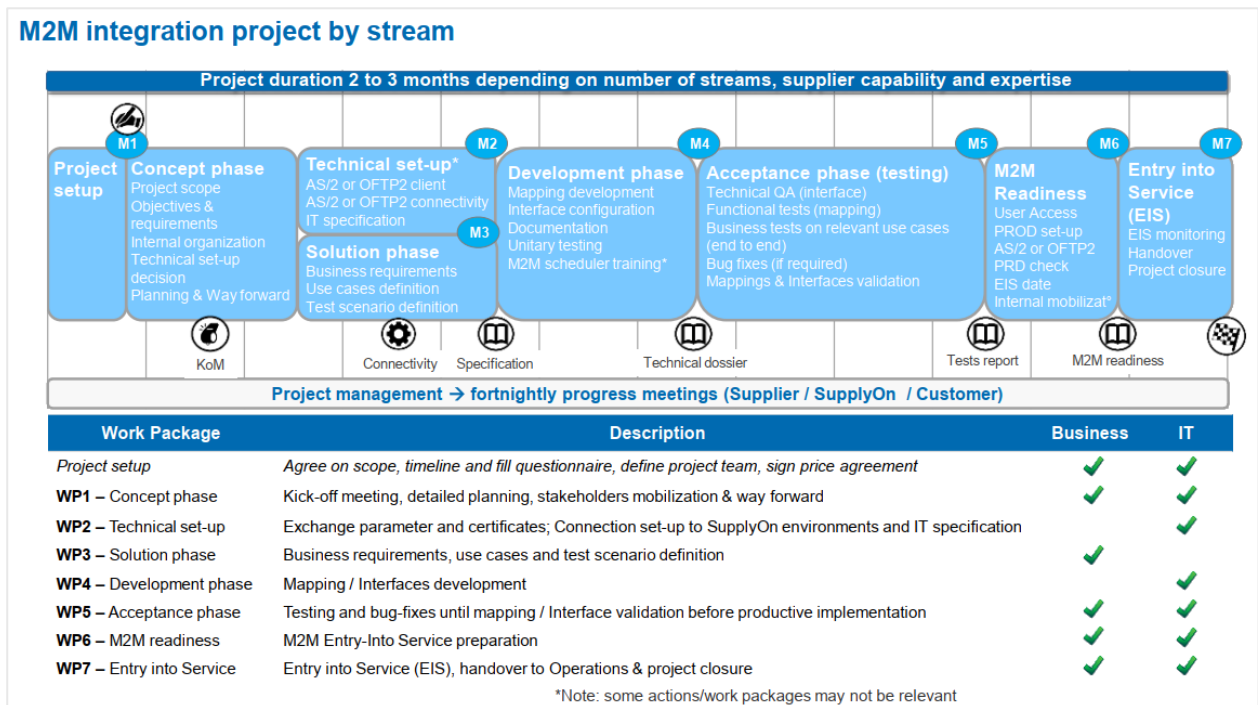 M2M integration project by stream
Project duration 2 to 3 months depending on number of streams, supplier capability and expertise
M1
M2
M3
M4
M5
M6
M7
Project
setup
Concept phase
Project scope
Objectives &
requirements
Internal organization
Technical set-up
decision
Planning & Way forward
Technical set-up*
AS/2 or OFTP2 client
AS/2 or OFTP2 connectivity
IT specification
Solution phase
Business requirements
Use cases definition
Test scenario definition
Development phase
Mapping development
Interface configuration
Documentation
Unitary testing
M2M scheduler training*
Acceptance phase (testing)
Technical QA (interface)
Functional tests (mapping)
Business tests on relevant use cases
(end to end)
Bug fixes (if required)
Mappings & Interfaces validation
M2M
Readiness
User Access
PROD set-up
AS/2 or OFTP2
PRD check
EIS date
Internal mobilizat°
Entry into
Service
(EIS)
EIS monitoring
Handover
Project closure
KoM
Connectivity
Specification
Technical dossier
Tests report
M2M readiness
Project management → fortnightly progress meetings (Supplier / SupplyOn / Customer)
Work Package Description Business IT
Project setup Agree on scope, timeline and fill questionnaire, define project team, sign price agreement
WP1 – Concept phase Kick-off meeting, detailed planning, stakeholders mobilization & way forward
WP2 – Technical set-up Exchange parameter and certificates; Connection set-up to SupplyOn environments and IT specification
WP3 – Solution phase Business requirements, use cases and test scenario definition
WP4 – Development phase Mapping / Interfaces development
WP5 – Acceptance phase Testing and bug-fixes until mapping / Interface validation before productive implementation
WP6 – M2M readiness M2M Entry-Into Service preparation
WP7 – Entry into Service Entry into Service (EIS), handover to Operations & project closure
*Note: some actions/work packages may not be relevant